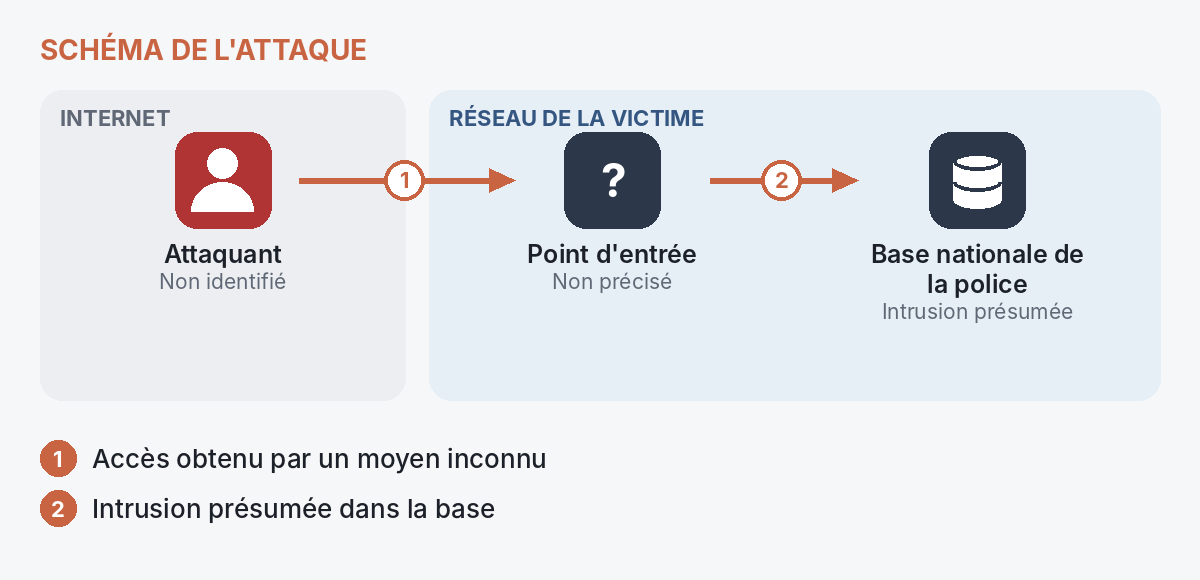 SCHÉMA DE L'ATTAQUE
INTERNET
RÉSEAU DE LA VICTIME
1
?
2
Attaquant
Non identifié
Point d'entrée
Non précisé
Base nationale de
la police
Intrusion présumée
1 Accès obtenu par un moyen inconnu
2 Intrusion présumée dans la base